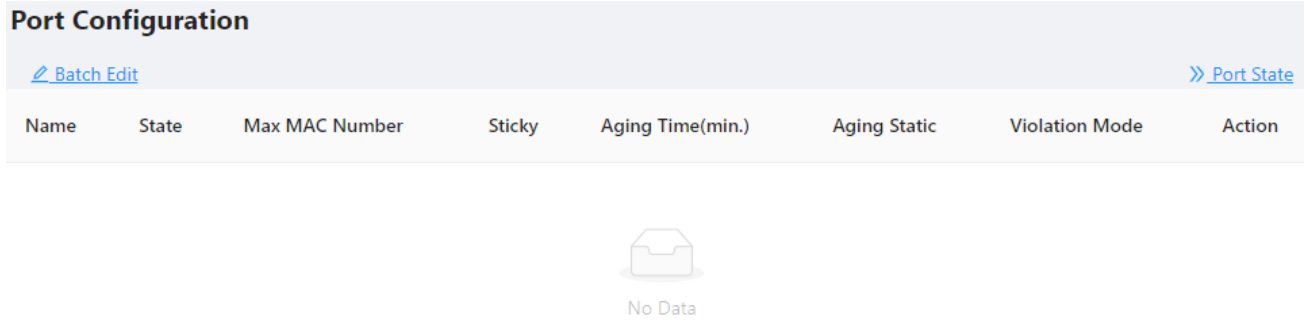 Port Configuration
Batch Edit
Port State
Name State Max MAC Number Sticky Aging Time(min.) Aging Static Violation Mode Action
No Data